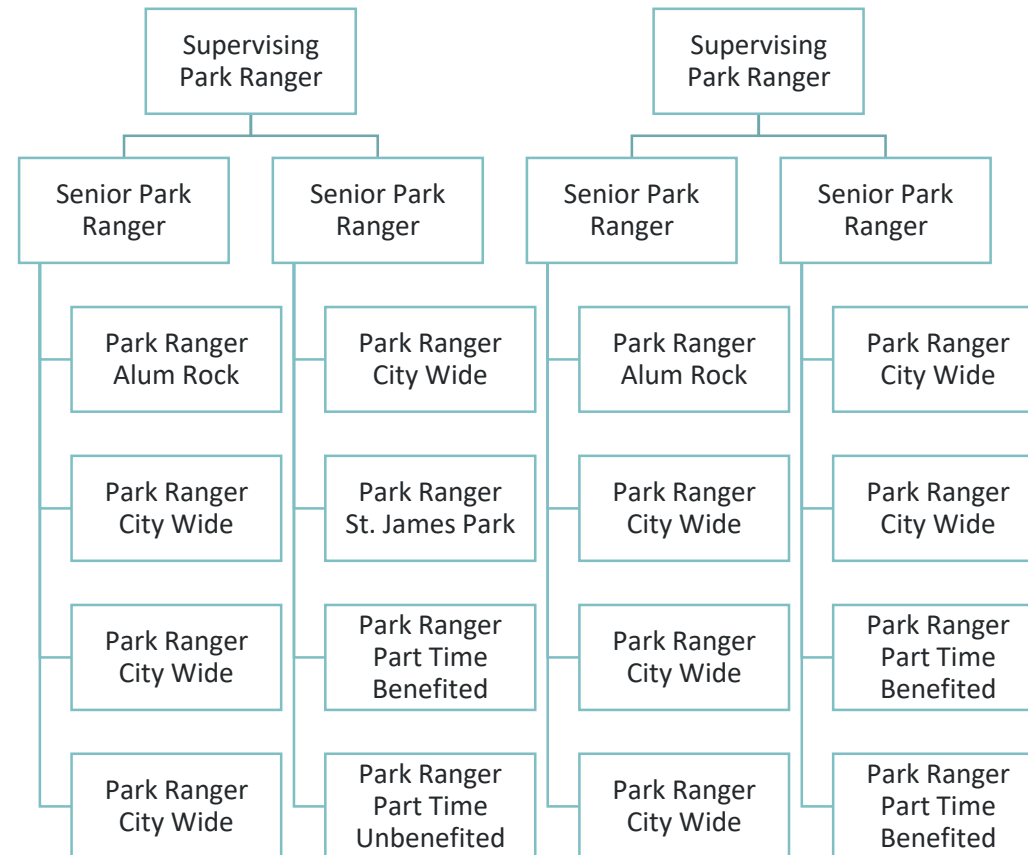 Supervising
Park Ranger
Supervising
Park Ranger
Senior Park
Ranger
Senior Park
Ranger
Senior Park
Ranger
Senior Park
Ranger
Park Ranger
Alum Rock
Park Ranger
City Wide
Park Ranger
Alum Rock
Park Ranger
City Wide
Park Ranger
City Wide
Park Ranger
St. James Park
Park Ranger
City Wide
Park Ranger
City Wide
Park Ranger
City Wide
Park Ranger
Part Time
Benefited
Park Ranger
City Wide
Park Ranger
Part Time
Benefited
Park Ranger
City Wide
Park Ranger
Part Time
Unbenefited
Park Ranger
City Wide
Park Ranger
Part Time
Benefited